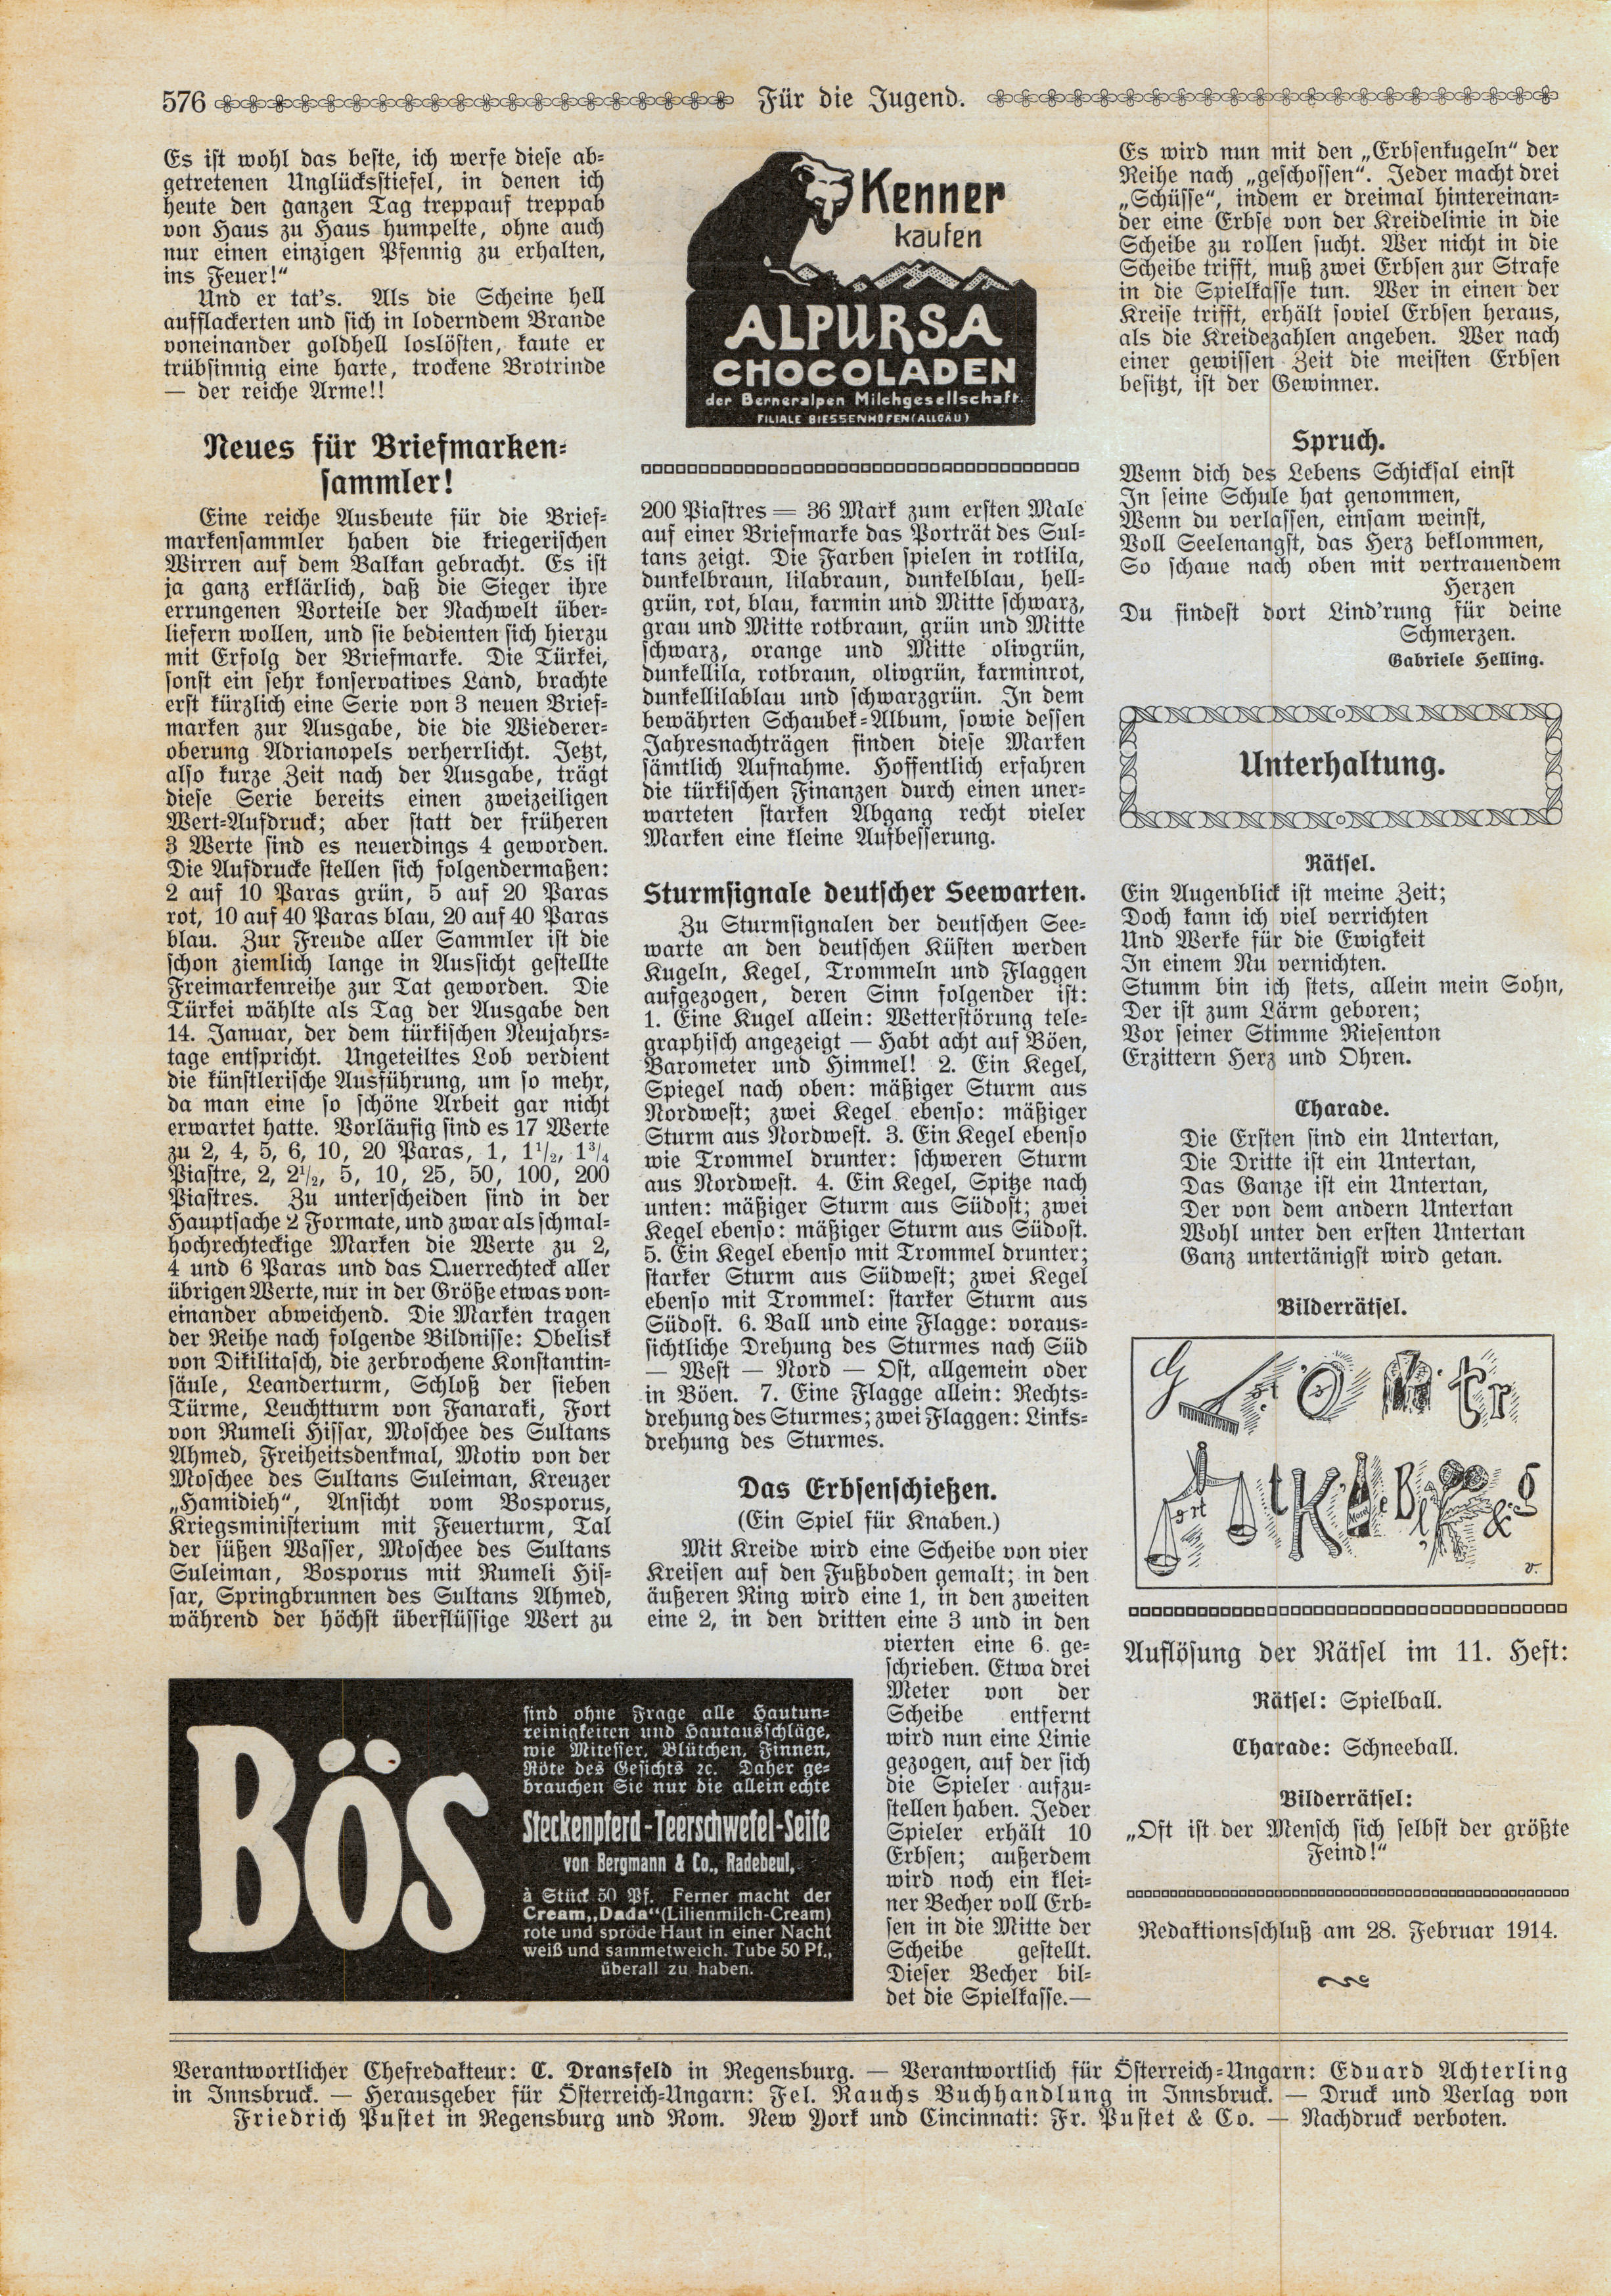 576 Für die Jugend.
Es ist wohl das beste, ich werfe diese ab-
getretenen Unglücksstiefel, in denen ich
heute den ganzen Tag treppauf treppab
von Haus zu Haus humpelte, ohne auch
nur einen einzigen Pfennig zu erhalten,
ins Feuer!“
Und er tat's. Als die Scheine hell
aufflackerten und sich in loderndem Brande
voneinander goldhell loslösten, kaute er
trübsinnig eine harte, trockene Brotrinde
— der reiche Arme!!
Neues für Briefmarken-
sammler!
Eine reiche Ausbeute für die Brief-
markensammler haben die kriegerischen
Wirren auf dem Balkan gebracht. Es ist
ja ganz erklärlich, daß die Sieger ihre
errungenen Vorteile der Nachwelt über-
liefern wollen, und sie bedienten sich hierzu
mit Erfolg der Briefmarke. Die Türkei,
sonst ein sehr konservatives Land, brachte
erst kürzlich eine Serie von 3 neuen Brief-
marken zur Ausgabe, die die Wiederer-
oberung Adrianopels verherrlicht. Jetzt,
also kurze Zeit nach der Ausgabe, trägt
diese Serie bereits einen zweizeiligen
Wert-Aufdruck; aber statt der früheren
3 Werte sind es neuerdings 4 geworden.
Die Aufdrucke stellen sich folgendermaßen:
2 auf 10 Paras grün, 5 auf 20 Paras
rot, 10 auf 40 Paras blau, 20 auf 40 Paras
blau. Zur Freude aller Sammler ist die
schon ziemlich lange in Aussicht gestellte
Freimarkenreihe zur Tat geworden. Die
Türkei wählte als Tag der Ausgabe den
14. Januar, der dem türkischen Neujahrs-
tage entspricht. Ungeteiltes Lob verdient
die künstlerische Ausführung, um so mehr,
da man eine so schöne Arbeit gar nicht
erwartet hatte. Vorläufig sind es 17 Werte
zu 2, 4, 5, 6, 10, 20 Paras, 1, 1½, 1¾
Piastre, 2, 2½, 5, 10, 25, 50, 100, 200
Piastres. Zu unterscheiden sind in der
Hauptsache 2 Formate, und zwar als schmal-
hochrechteckige Marken die Werte zu 2,
4 und 6 Paras und das Querrechteck aller
übrigen Werte, nur in der Größe etwas von-
einander abweichend. Die Marken tragen
der Reihe nach folgende Bildnisse: Obelisk
von Dikilitasch, die zerbrochene Konstantin-
säule, Leanderturm, Schloß der sieben
Türme, Leuchtturm von Fanaraki, Fort
von Rumeli Hissar, Moschee des Sultans
Ahmed, Freiheitsdenkmal, Motiv von der
Moschee des Sultans Suleiman, Kreuzer
„Hamidieh“, Ansicht vom Bosporus,
Kriegsministerium mit Feuerturm, Tal
der süßen Wasser, Moschee des Sultans
Suleiman, Bosporus mit Rumeli His-
sar, Springbrunnen des Sultans Ahmed,
während der höchst überflüssige Wert zu
Kenner
kaufen
ALPURSA
CHOCOLADEN
der Berneralpen Milchgesellschaft.
FILIALE BIESSENHOFEN (ALLGÄU)
200 Piastres = 36 Mark zum ersten Male
auf einer Briefmarke das Porträt des Sul-
tans zeigt. Die Farben spielen in rotlila,
dunkelbraun, lilabraun, dunkelblau, hell-
grün, rot, blau, karmin und Mitte schwarz,
grau und Mitte rotbraun, grün und Mitte
schwarz, orange und Mitte olivgrün,
dunkellila, rotbraun, olivgrün, karminrot,
dunkellilablau und schwarzgrün. In dem
bewährten Schaubek-Album, sowie dessen
Jahresnachträgen finden diese Marken
sämtlich Aufnahme. Hoffentlich erfahren
die türkischen Finanzen durch einen uner-
warteten starken Abgang recht vieler
Marken eine kleine Aufbesserung.
Sturmsignale deutscher Seewarten.
Zu Sturmsignalen der deutschen See-
warte an den deutschen Küsten werden
Kugeln, Kegel, Trommeln und Flaggen
aufgezogen, deren Sinn folgender ist:
1. Eine Kugel allein: Wetterstörung tele-
graphisch angezeigt — Habt acht auf Böen,
Barometer und Himmel! 2. Ein Kegel,
Spiegel nach oben: mäßiger Sturm aus
Nordwest; zwei Kegel ebenso: mäßiger
Sturm aus Nordwest. 3. Ein Kegel ebenso
wie Trommel drunter: schweren Sturm
aus Nordwest. 4. Ein Kegel, Spitze nach
unten: mäßiger Sturm aus Südost; zwei
Kegel ebenso: mäßiger Sturm aus Südost.
5. Ein Kegel ebenso mit Trommel drunter;
starker Sturm aus Südwest; zwei Kegel
ebenso mit Trommel: starker Sturm aus
Südost. 6. Ball und eine Flagge: voraus-
sichtliche Drehung des Sturmes nach Süd
— West — Nord — Ost, allgemein oder
in Böen. 7. Eine Flagge allein: Rechts-
drehung des Sturmes; zwei Flaggen: Links-
drehung des Sturmes.
Das Erbsenschießen.
(Ein Spiel für Knaben.)
Mit Kreide wird eine Scheibe von vier
Kreisen auf den Fußboden gemalt; in den
äußeren Ring wird eine 1, in den zweiten
eine 2, in den dritten eine 3 und in den
vierten eine 6 ge-
schrieben. Etwa drei
Meter von der
Scheibe entfernt
wird nun eine Linie
gezogen, auf der sich
die Spieler aufzu-
stellen haben. Jeder
Spieler erhält 10
Erbsen; außerdem
wird noch ein klei-
ner Becher voll Erb-
sen in die Mitte der
Scheibe gestellt.
Dieser Becher bil-
det die Spielkasse.—
BÖS
sind ohne Frage alle Hautun-
reinigkeiten und Hautausschläge,
wie Mitesser, Blütchen, Finnen,
Röte des Gesichts ꝛc. Daher ge-
brauchen Sie nur die allein echte
Steckenpferd-Teerschwefel-Seife
von Bergmann & Co., Radebeul,
à Stück 50 Pf. Ferner macht der
Cream „Dada“ (Lilienmilch-Cream)
rote und spröde Haut in einer Nacht
weiß und sammetweich. Tube 50 Pf.,
überall zu haben.
Es wird nun mit den „Erbsenkugeln“ der
Reihe nach „geschossen“. Jeder macht drei
„Schüsse“, indem er dreimal hintereinan-
der eine Erbse von der Kreidelinie in die
Scheibe zu rollen sucht. Wer nicht in die
Scheibe trifft, muß zwei Erbsen zur Strafe
in die Spielkasse tun. Wer in einen der
Kreise trifft, erhält soviel Erbsen heraus,
als die Kreidezahlen angeben. Wer nach
einer gewissen Zeit die meisten Erbsen
besitzt, ist der Gewinner.
Spruch.
Wenn dich des Lebens Schicksal einst
In seine Schule hat genommen,
Wenn du verlassen, einsam weinst,
Voll Seelenangst, das Herz beklommen,
So schaue nach oben mit vertrauendem
Herzen
Du findest dort Lind'rung für deine
Schmerzen.
Gabriele Helling.
Unterhaltung.
Rätsel.
Ein Augenblick ist meine Zeit;
Doch kann ich viel verrichten
Und Werke für die Ewigkeit
In einem Nu vernichten.
Stumm bin ich stets, allein mein Sohn,
Der ist zum Lärm geboren;
Vor seiner Stimme Riesenton
Erzittern Herz und Ohren.
Charade.
Die Ersten sind ein Untertan,
Die Dritte ist ein Untertan,
Das Ganze ist ein Untertan,
Der von dem andern Untertan
Wohl unter den ersten Untertan
Ganz untertänigst wird getan.
Bilderrätsel.
Auflösung der Rätsel im 11. Heft:
Rätsel: Spielball.
Charade: Schneeball.
Bilderrätsel:
„Oft ist der Mensch sich selbst der größte
Feind!“
Redaktionsschluß am 28. Februar 1914.
Verantwortlicher Chefredakteur: C. Dransfeld in Regensburg. — Verantwortlich für Österreich-Ungarn: Eduard Achterling
in Innsbruck. — Herausgeber für Österreich-Ungarn: Fel. Rauchs Buchhandlung in Innsbruck. — Druck und Verlag von
Friedrich Pustet in Regensburg und Rom. New York und Cincinnati: Fr. Pustet & Co. — Nachdruck verboten.